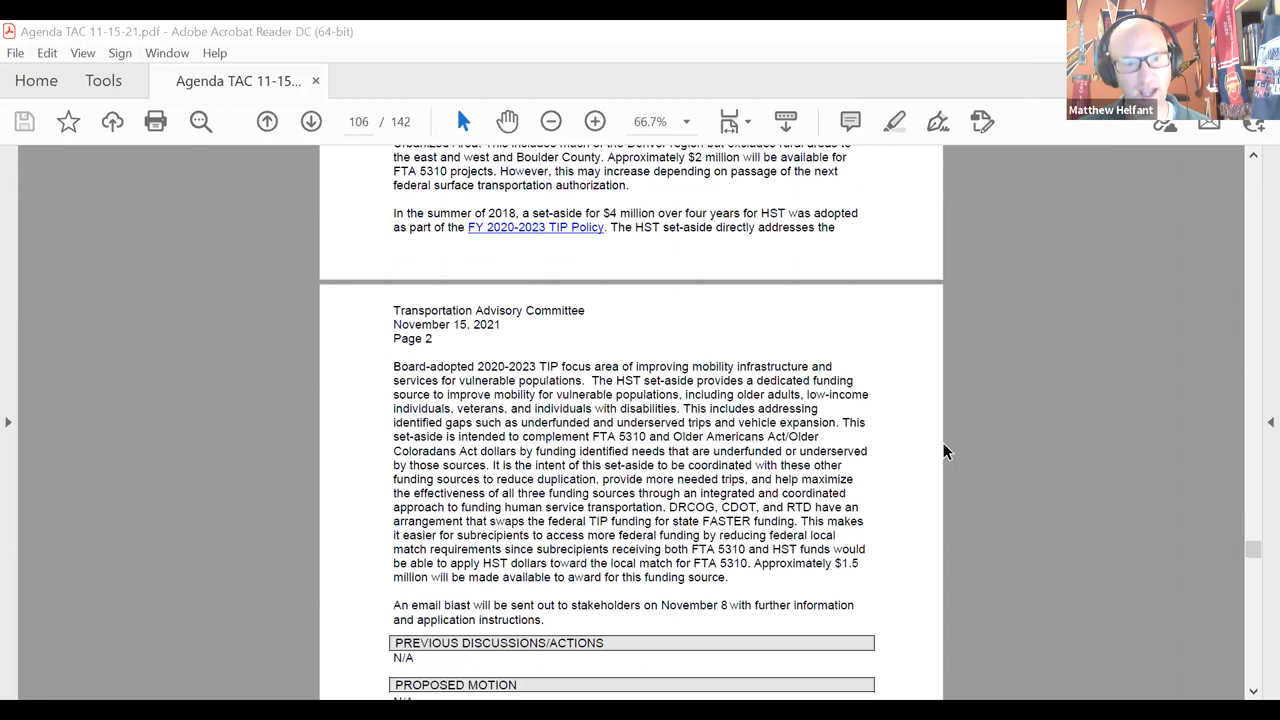 Agenda TAC 11-15-21.pdf - Adobe Acrobat Reader DC (64-bit)
File Edit View Sign Window Help
Home Tools Agenda TAC 11-15... ×
106 / 142 66.7%
Matthew Helfant
Urbanized Area. This includes much of the Denver region but excludes rural areas to
the east and west and Boulder County. Approximately $2 million will be available for
FTA 5310 projects. However, this may increase depending on passage of the next
federal surface transportation authorization.
In the summer of 2018, a set-aside for $4 million over four years for HST was adopted
as part of the FY 2020-2023 TIP Policy. The HST set-aside directly addresses the
Transportation Advisory Committee
November 15, 2021
Page 2
Board-adopted 2020-2023 TIP focus area of improving mobility infrastructure and
services for vulnerable populations. The HST set-aside provides a dedicated funding
source to improve mobility for vulnerable populations, including older adults, low-income
individuals, veterans, and individuals with disabilities. This includes addressing
identified gaps such as underfunded and underserved trips and vehicle expansion. This
set-aside is intended to complement FTA 5310 and Older Americans Act/Older
Coloradans Act dollars by funding identified needs that are underfunded or underserved
by those sources. It is the intent of this set-aside to be coordinated with these other
funding sources to reduce duplication, provide more needed trips, and help maximize
the effectiveness of all three funding sources through an integrated and coordinated
approach to funding human service transportation. DRCOG, CDOT, and RTD have an
arrangement that swaps the federal TIP funding for state FASTER funding. This makes
it easier for subrecipients to access more federal funding by reducing federal local
match requirements since subrecipients receiving both FTA 5310 and HST funds would
be able to apply HST dollars toward the local match for FTA 5310. Approximately $1.5
million will be made available to award for this funding source.
An email blast will be sent out to stakeholders on November 8 with further information
and application instructions.
PREVIOUS DISCUSSIONS/ACTIONS
N/A
PROPOSED MOTION
N/A